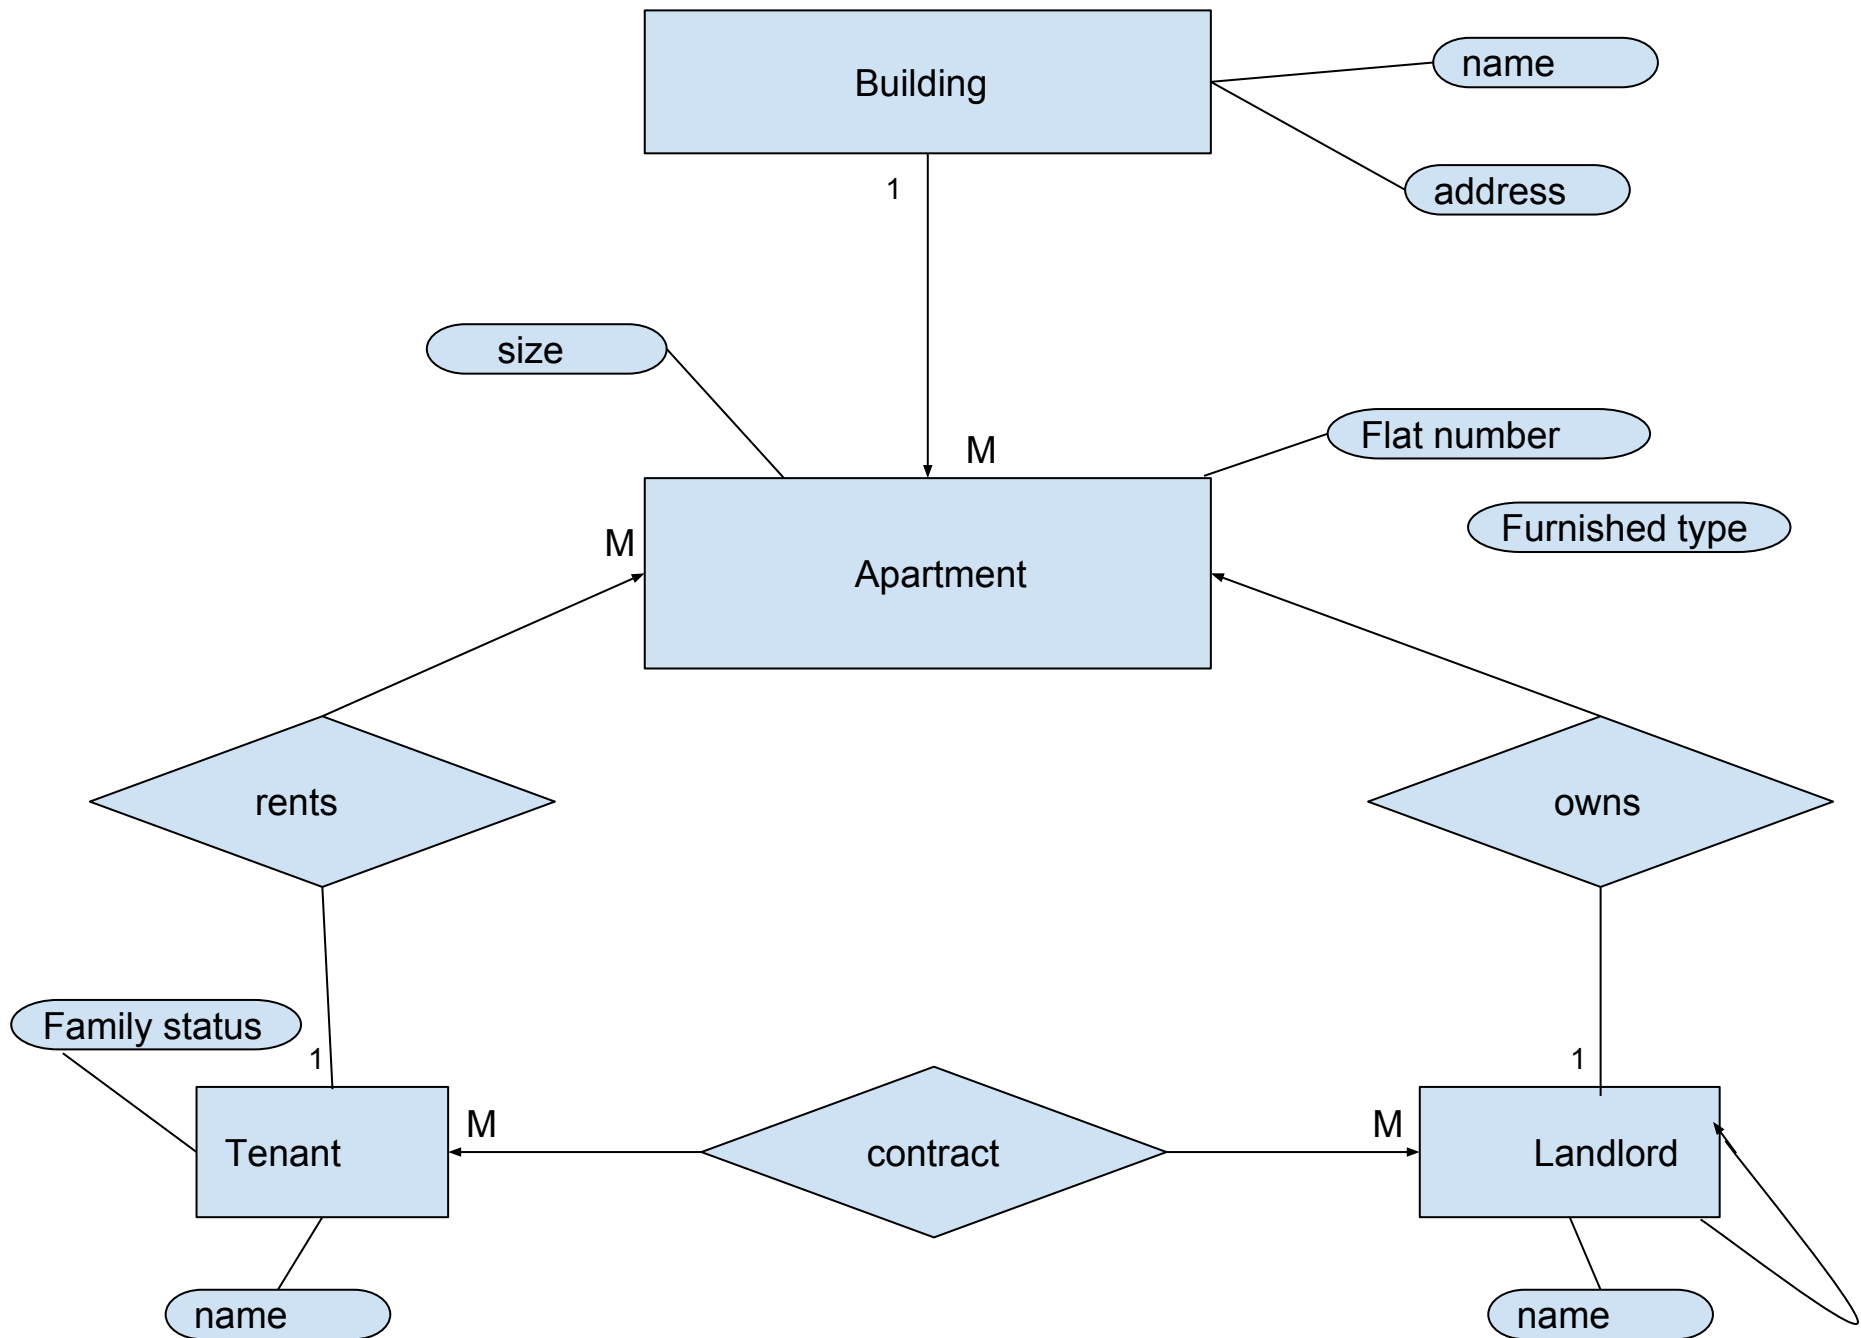 Building
name
address
1
size
M
Flat number
Furnished type
M
Apartment
rents
owns
Family status
1
1
Tenant
M
contract
M
Landlord
name
name